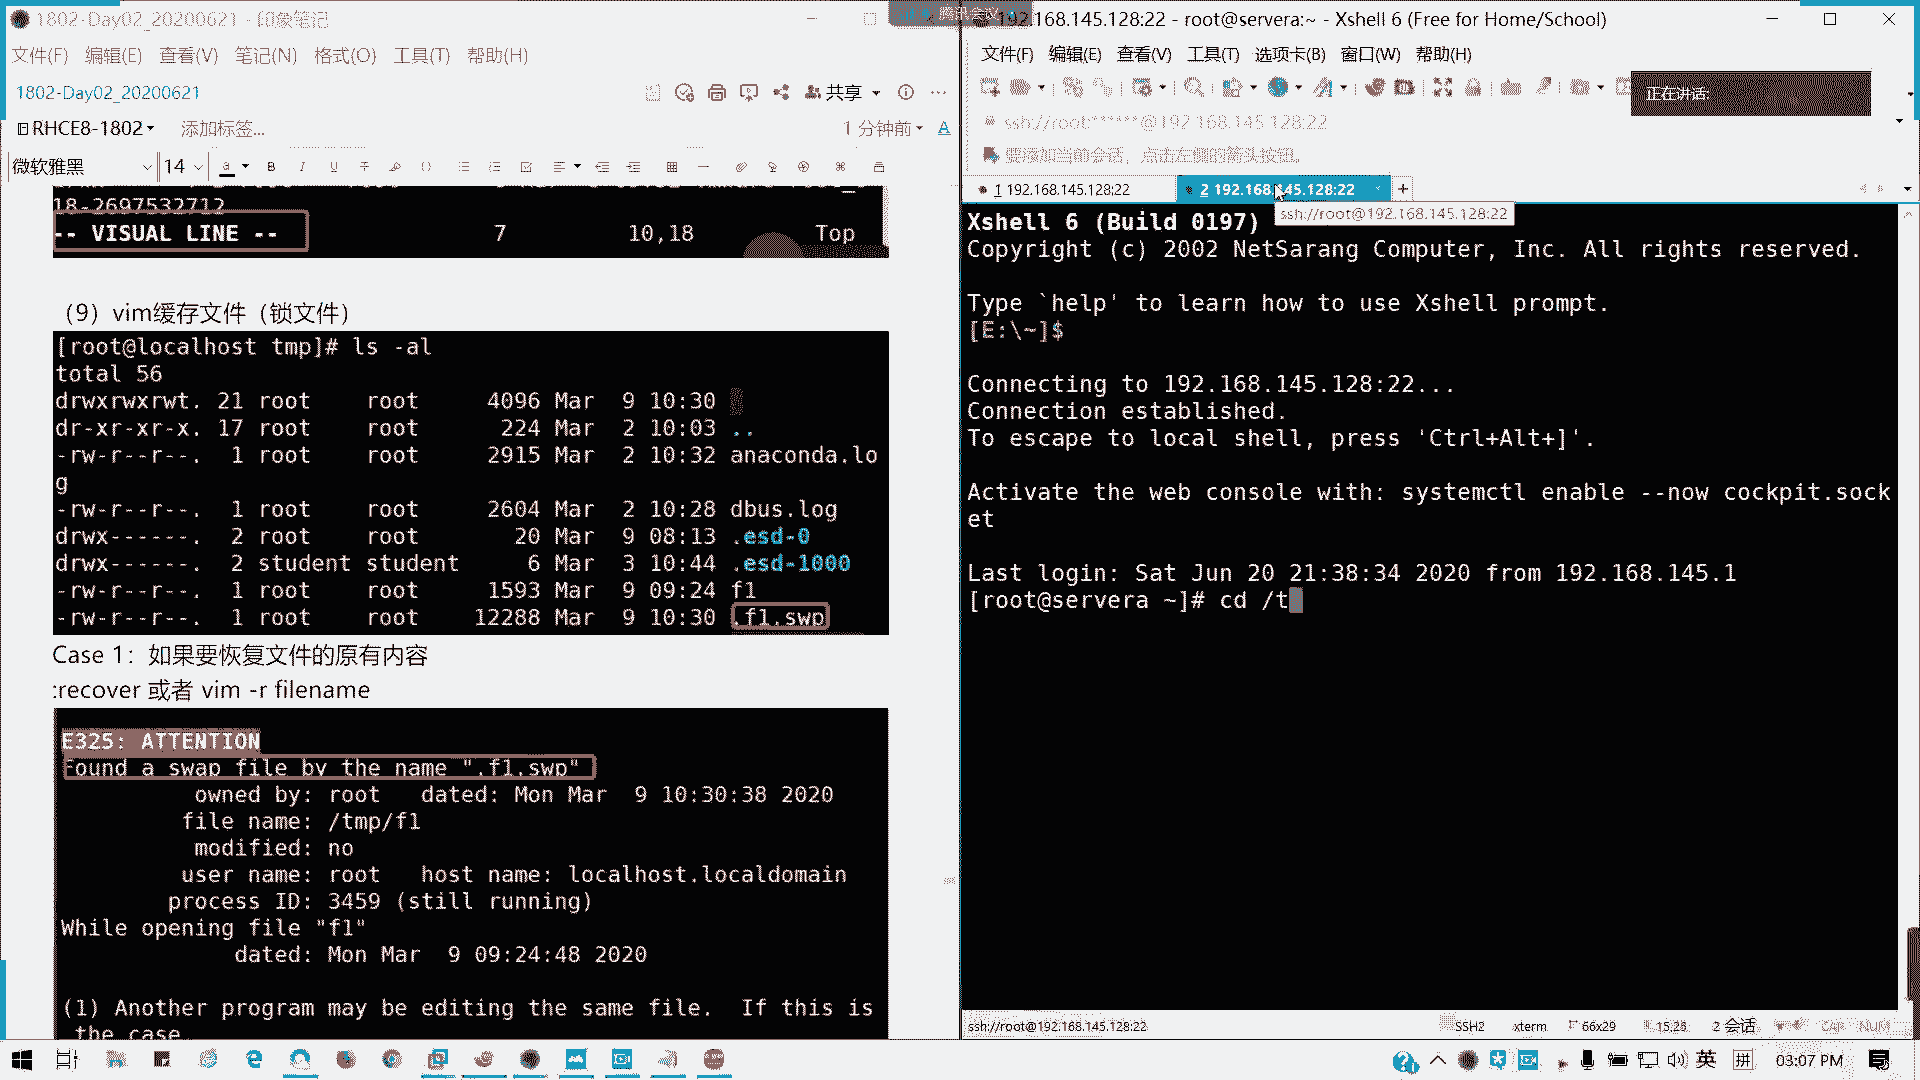 1802-Day02_20200621 - 印象笔记
文件(F) 编辑(E) 查看(V) 笔记(N) 格式(O) 工具(T) 帮助(H)
1802-Day02_20200621
共享
RHCE8-1802
添加标签...
1 分钟前
微软雅黑
14
18-2697532712
-- VISUAL LINE -- 7 10,18 Top
（9）vim缓存文件（锁文件）
[root@localhost tmp]# ls -al
total 56
drwxrwxrwt. 21 root root 4096 Mar 9 10:30 .
dr-xr-xr-x. 17 root root 224 Mar 2 10:03 ..
-rw-r--r--. 1 root root 2915 Mar 2 10:32 anaconda.lo
g
-rw-r--r--. 1 root root 2604 Mar 2 10:28 dbus.log
drwx------. 2 root root 20 Mar 9 08:13 .esd-0
drwx------. 2 student student 6 Mar 3 10:44 .esd-1000
-rw-r--r--. 1 root root 1593 Mar 9 09:24 f1
-rw-r--r--. 1 root root 12288 Mar 9 10:30 .f1.swp
Case 1：如果要恢复文件的原有内容
:recover 或者 vim -r filename
E325: ATTENTION
Found a swap file by the name ".f1.swp"
owned by: root dated: Mon Mar 9 10:30:38 2020
file name: /tmp/f1
modified: no
user name: root host name: localhost.localdomain
process ID: 3459 (still running)
While opening file "f1"
dated: Mon Mar 9 09:24:48 2020
(1) Another program may be editing the same file. If this is
the case,
腾讯会议
192.168.145.128:22 - root@servera:~ - Xshell 6 (Free for Home/School)
文件(F) 编辑(E) 查看(V) 工具(T) 选项卡(B) 窗口(W) 帮助(H)
正在讲话:
ssh://root:******@192.168.145.128:22
要添加当前会话，点击左侧的箭头按钮。
1 192.168.145.128:22
2 192.168.145.128:22
ssh://root@192.168.145.128:22
Xshell 6 (Build 0197)
Copyright (c) 2002 NetSarang Computer, Inc. All rights reserved.
Type `help' to learn how to use Xshell prompt.
[E:\~]$
Connecting to 192.168.145.128:22...
Connection established.
To escape to local shell, press 'Ctrl+Alt+]'.
Activate the web console with: systemctl enable --now cockpit.sock
et
Last login: Sat Jun 20 21:38:34 2020 from 192.168.145.1
[root@servera ~]# cd /t
ssh://root@192.168.145.128:22
SSH2 xterm 66x29 15,26 2 会话 CAP NUM
英 拼 03:07 PM